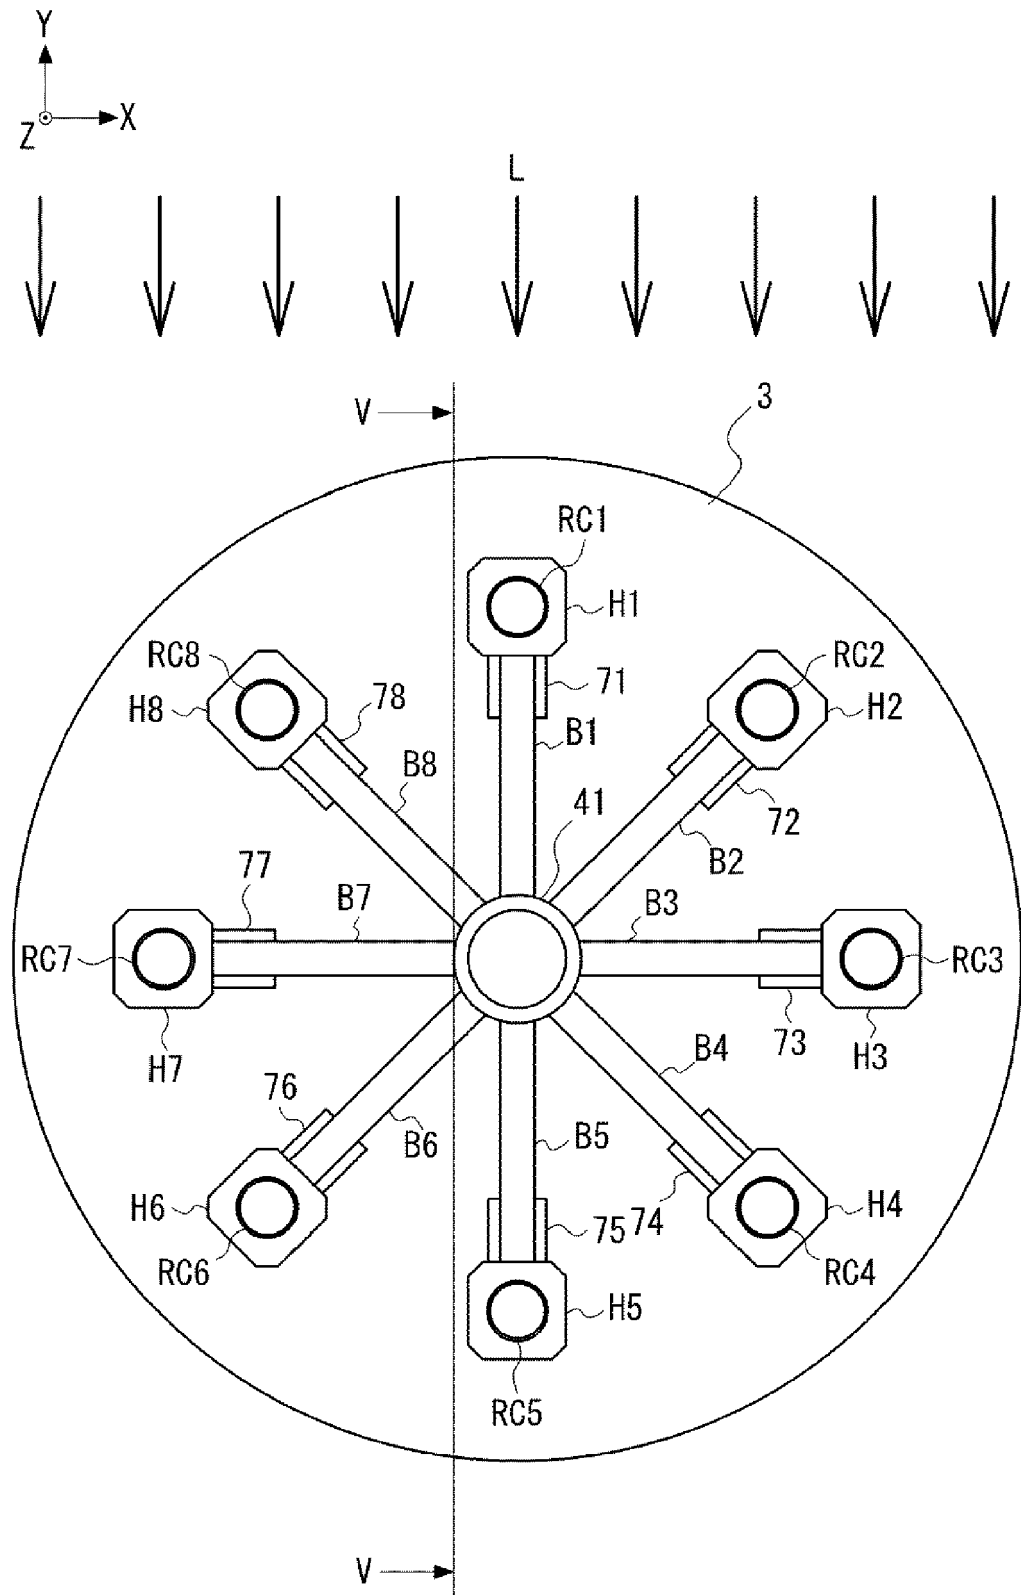 Y
Z X
L
V
3
RC1
H1
RC8 RC2
H8 78 71 H2
B8 B1
41 72
B2
77
B7 B3
RC7 RC3
73
H7 B4 H3
76
B6 B5
H6 75 74 H4
RC6 RC4
H5
RC5
V